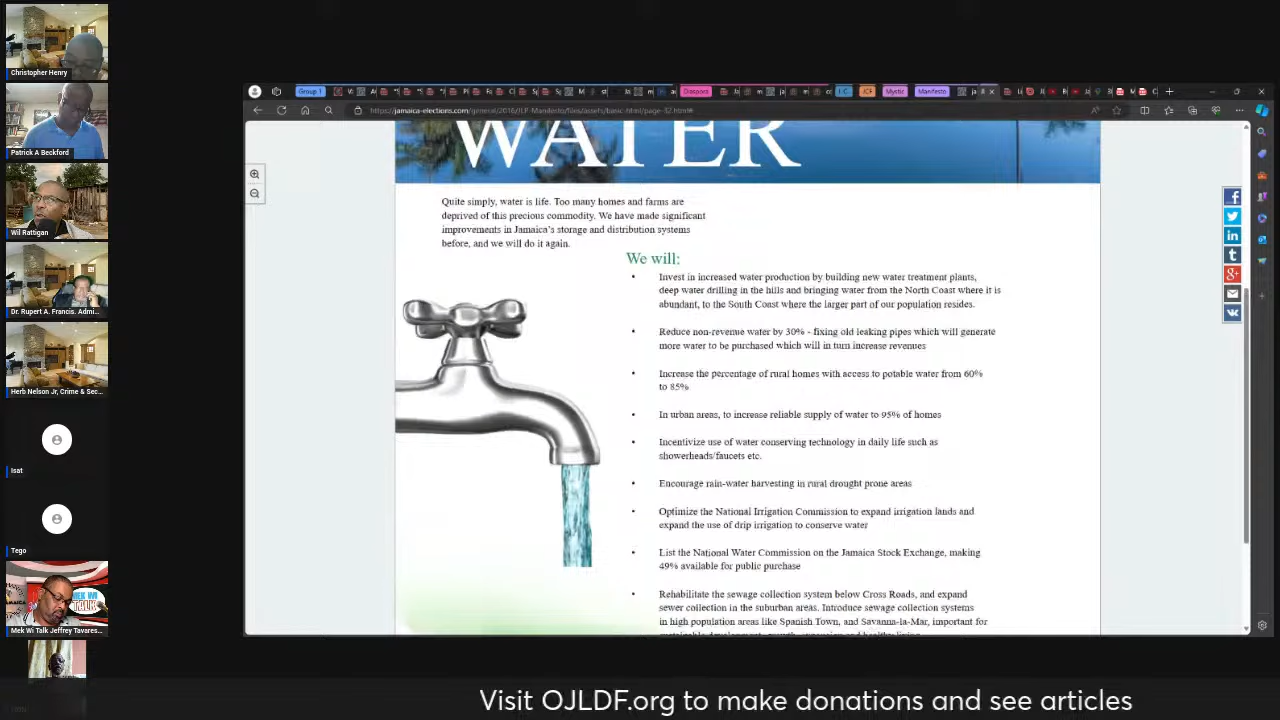 Christopher Henry
Patrick A Beckford
Wil Rattigan
Dr. Rupert A. Francis. Admi...
Herb Nelson Jr, Crime & Sec...
Isat
Tego
Mek Wi Talk Jeffrey Tavares...
Group 1
Diaspora
JCF
Mystic
Manifesto
WATER
Quite simply, water is life. Too many homes and farms are
deprived of this precious commodity. We have made significant
improvements in Jamaica's storage and distribution systems
before, and we will do it again.
We will:
• Invest in increased water production by building new water treatment plants,
deep water drilling in the hills and bringing water from the North Coast where it is
abundant, to the South Coast where the larger part of our population resides.
• Reduce non-revenue water by 30% - fixing old leaking pipes which will generate
more water to be purchased which will in turn increase revenues
• Increase the percentage of rural homes with access to potable water from 60%
to 85%
• In urban areas, to increase reliable supply of water to 95% of homes
• Incentivize use of water conserving technology in daily life such as
showerheads/faucets etc.
• Encourage rain-water harvesting in rural drought prone areas
• Optimize the National Irrigation Commission to expand irrigation lands and
expand the use of drip irrigation to conserve water
• List the National Water Commission on the Jamaica Stock Exchange, making
49% available for public purchase
• Rehabilitate the sewage collection system below Cross Roads, and expand
sewer collection in the suburban areas. Introduce sewage collection systems
in high population areas like Spanish Town, and Savanna-la-Mar, important for
Visit OJLDF.org to make donations and see articles